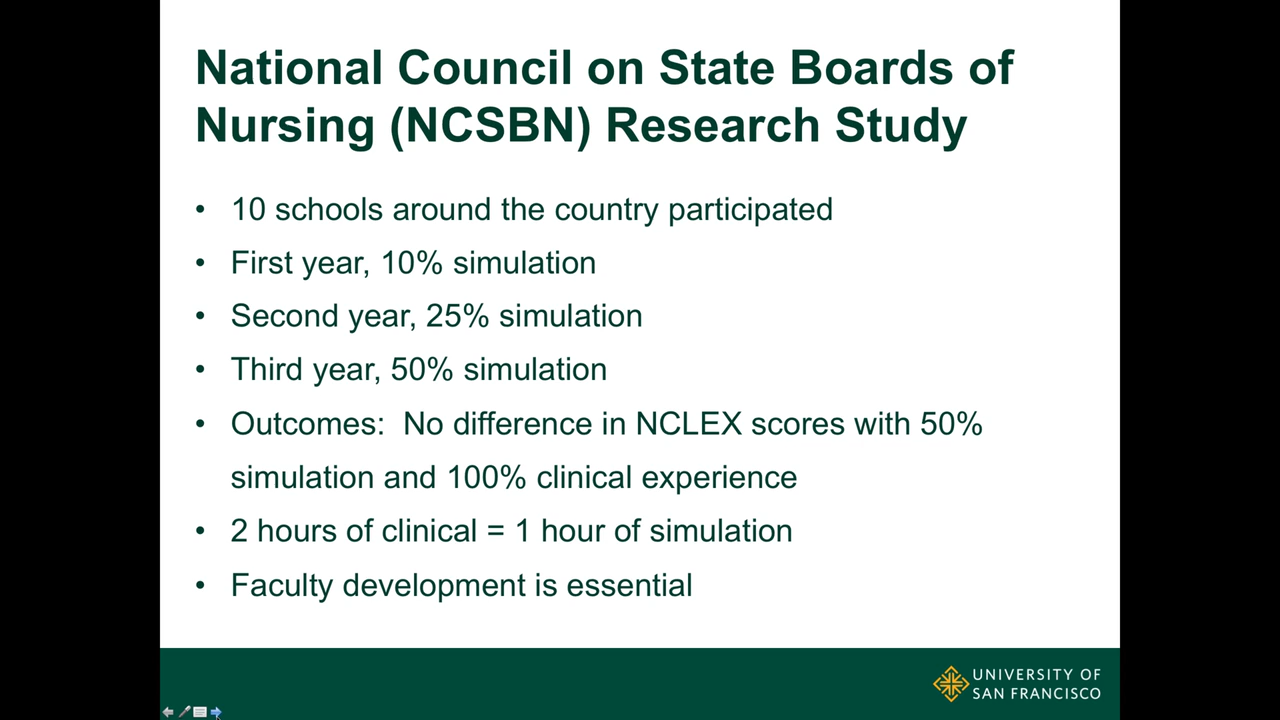 National Council on State Boards of
Nursing (NCSBN) Research Study
• 10 schools around the country participated
• First year, 10% simulation
• Second year, 25% simulation
• Third year, 50% simulation
• Outcomes:  No difference in NCLEX scores with 50%
simulation and 100% clinical experience
• 2 hours of clinical = 1 hour of simulation
• Faculty development is essential
UNIVERSITY OF
SAN FRANCISCO